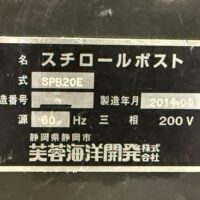 名 スチロールポスト
式 SPB20E
造番号 製造年月 2014.03
源 60 Hz 三相 200V
静岡県静岡市
芙蓉海洋開発株式会社